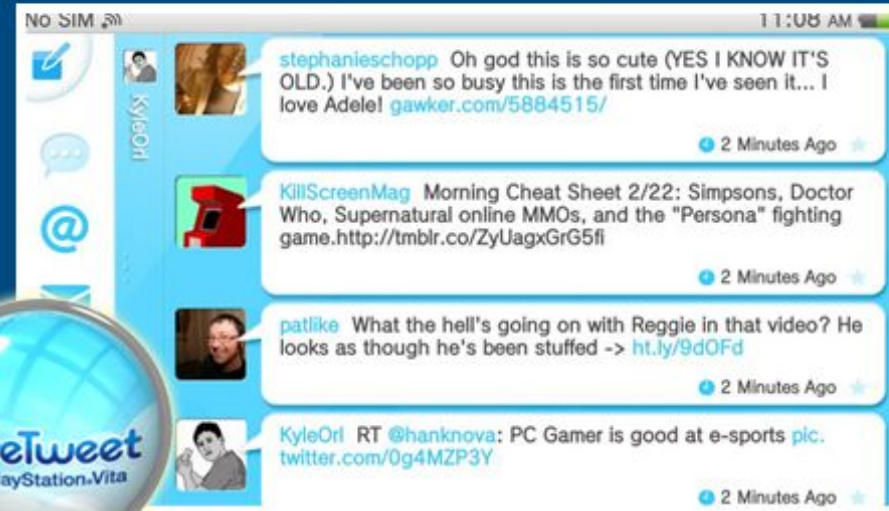 No SIM
11:08 AM
KyleOrl
stephanieschopp Oh god this is so cute (YES I KNOW IT'S
OLD.) I've been so busy this is the first time I've seen it... I
love Adele! gawker.com/5884515/
2 Minutes Ago
KillScreenMag Morning Cheat Sheet 2/22: Simpsons, Doctor
Who, Supernatural online MMOs, and the "Persona" fighting
game.http://tmblr.co/ZyUagxGrG5fi
2 Minutes Ago
@
patlike What the hell's going on with Reggie in that video? He
looks as though he's been stuffed -> ht.ly/9dOFd
2 Minutes Ago
KyleOrl RT @hanknova: PC Gamer is good at e-sports pic.
twitter.com/0g4MZP3Y
2 Minutes Ago
eTweet
ayStation.Vita